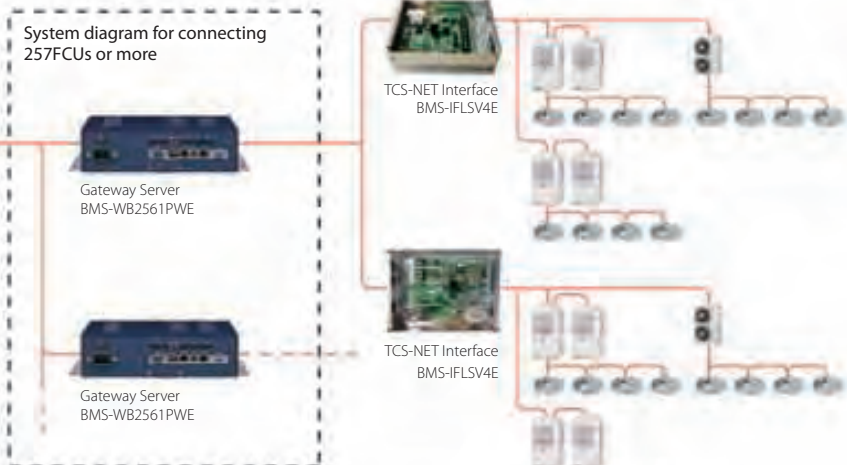 System diagram for connecting
257FCUs or more
TCS-NET Interface
BMS-IFLSV4E
Gateway Server
BMS-WB2561PWE
TCS-NET Interface
BMS-IFLSV4E
Gateway Server
BMS-WB2561PWE